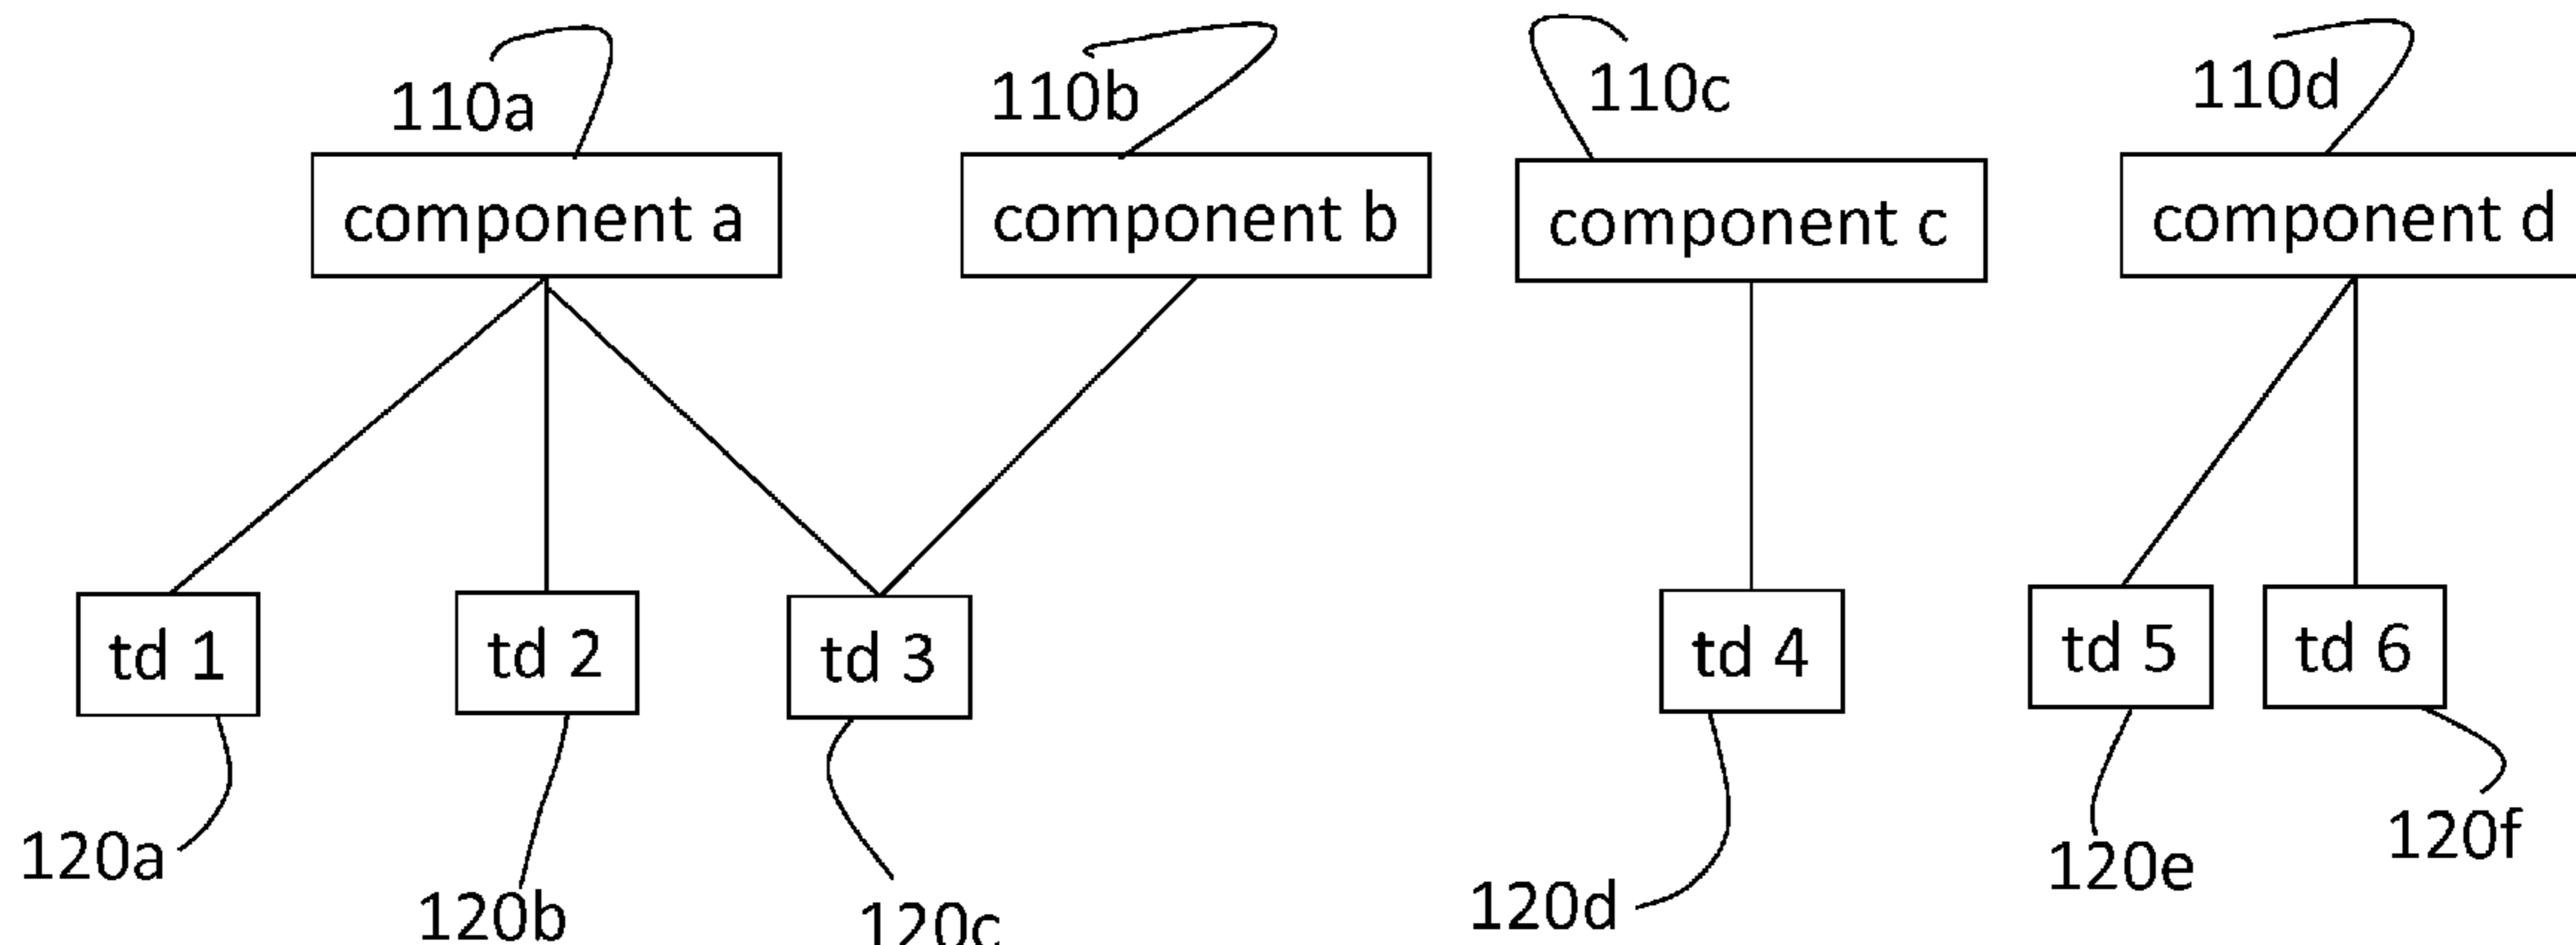 110a 110b 110c 110d
component a component b component c component d
td 1 td 2 td 3 td 4 td 5 td 6
120a 120b 120c 120d 120e 120f